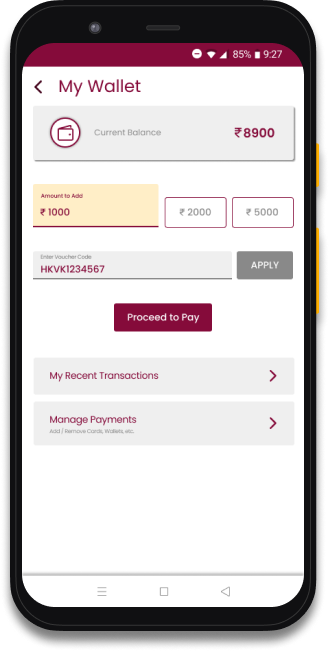 85% 9:27
My Wallet
Current Balance ₹8900
Amount to Add
₹ 1000 ₹ 2000 ₹ 5000
Enter Voucher Code
HKVK1234567 APPLY
Proceed to Pay
My Recent Transactions
Manage Payments
Add / Remove Cards, Wallets, etc.